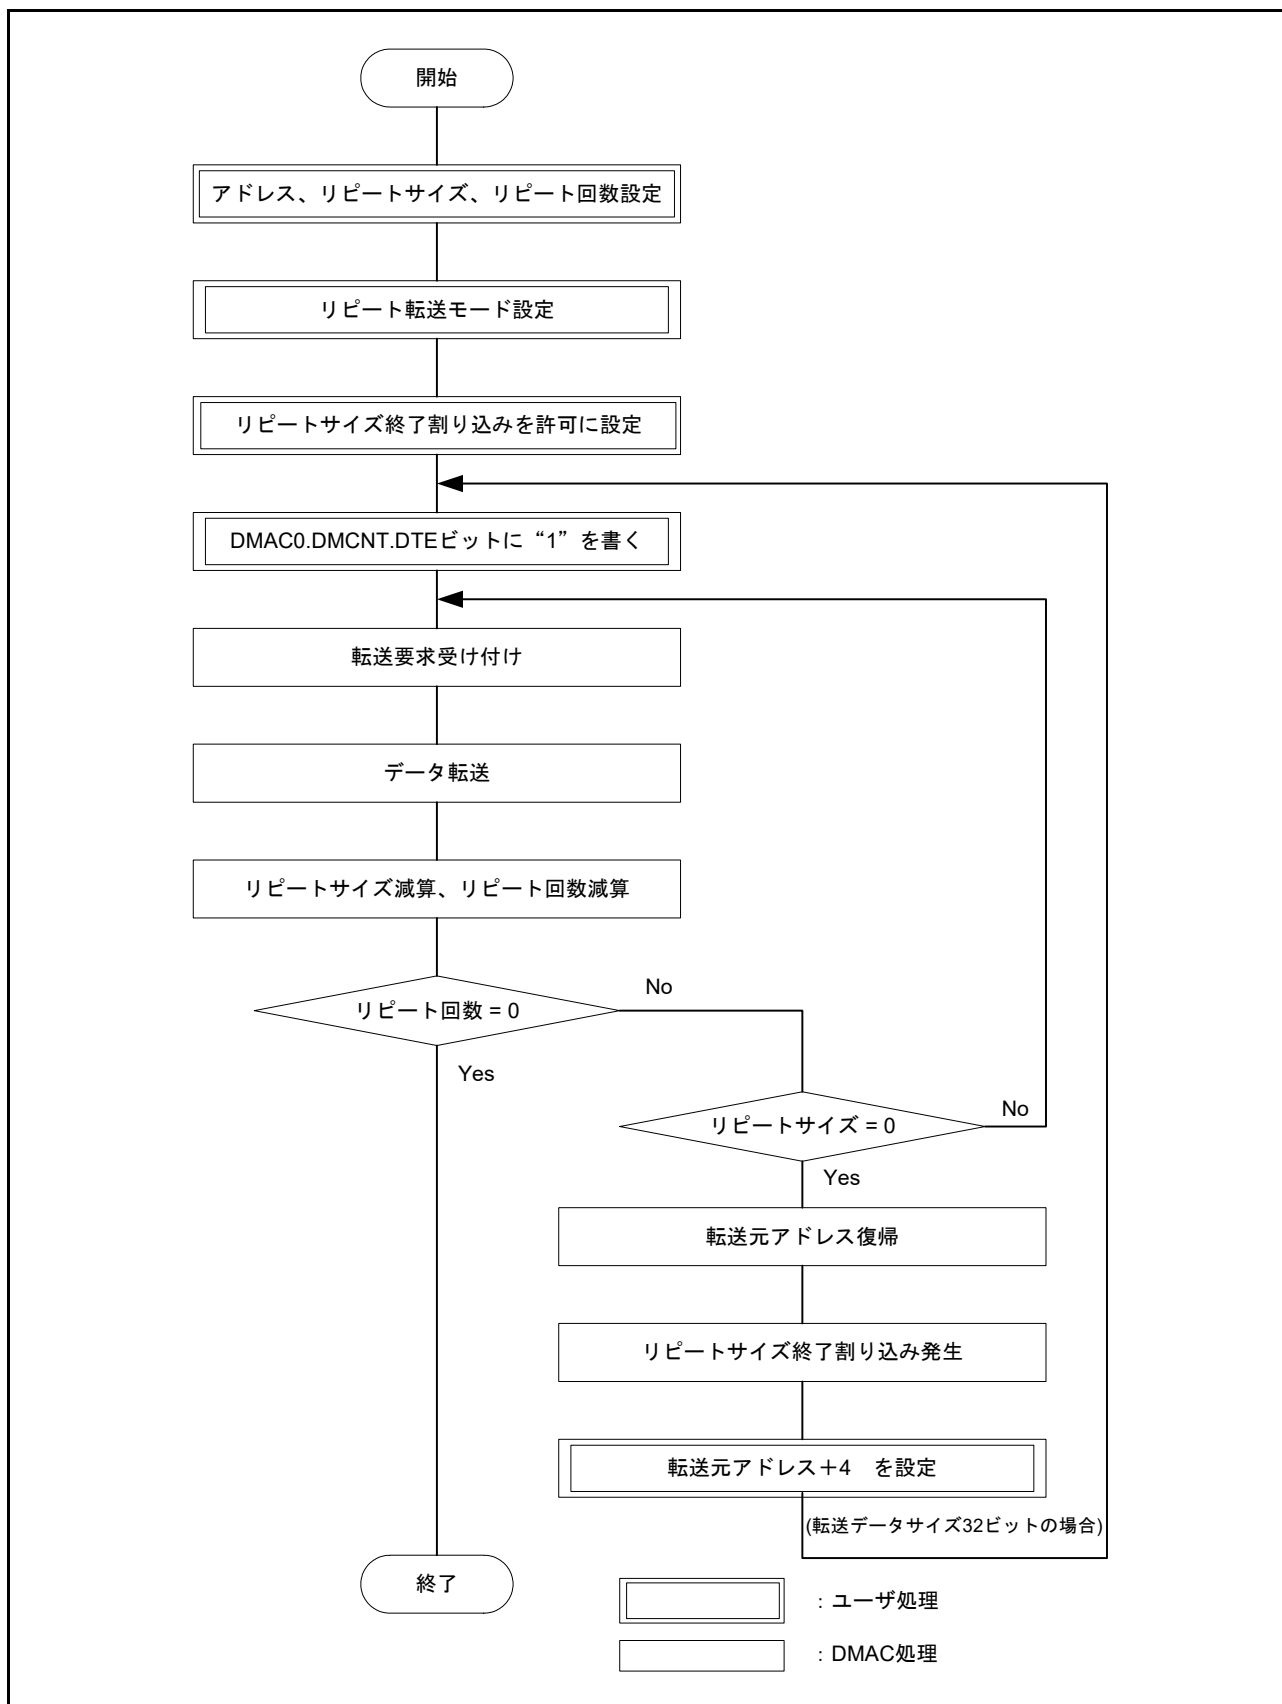 開始
アドレス、リピートサイズ、リピート回数設定
リピート転送モード設定
リピートサイズ終了割り込みを許可に設定
DMAC0.DMCNT.DTEビットに“1”を書く
転送要求受け付け
データ転送
リピートサイズ減算、リピート回数減算
リピート回数 = 0
No
Yes
リピートサイズ = 0
No
Yes
転送元アドレス復帰
リピートサイズ終了割り込み発生
転送元アドレス＋4　を設定
(転送データサイズ32ビットの場合)
終了
：ユーザ処理
：DMAC処理